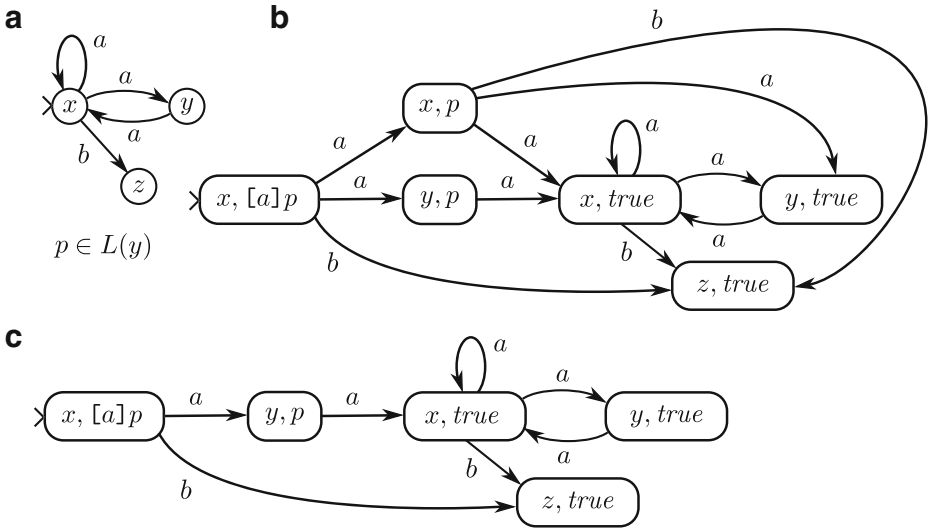 a
a
x
a
y
a
b
z
p ∈ L(y)
b
b
x, p
a
a
a
a
x, [a]p
a
y, p
a
x, true
a
y, true
a
b
b
z, true
c
a
x, [a]p
a
y, p
a
x, true
a
y, true
a
b
b
z, true